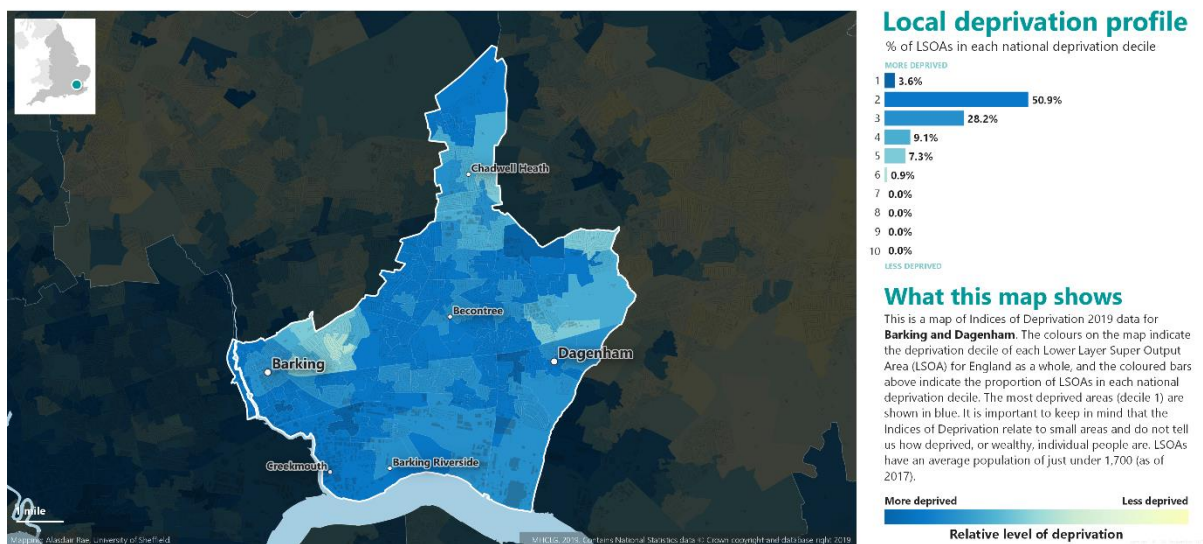 Local deprivation profile
% of LSOAs in each national deprivation decile
MORE DEPRIVED
1 3.6%
2 50.9%
3 28.2%
4 9.1%
5 7.3%
6 0.9%
7 0.0%
8 0.0%
9 0.0%
10 0.0%
LESS DEPRIVED
What this map shows
This is a map of Indices of Deprivation 2019 data for
Barking and Dagenham. The colours on the map indicate
the deprivation decile of each Lower Layer Super Output
Area (LSOA) for England as a whole, and the coloured bars
above indicate the proportion of LSOAs in each national
deprivation decile. The most deprived areas (decile 1) are
shown in blue. It is important to keep in mind that the
Indices of Deprivation relate to small areas and do not tell
us how deprived, or wealthy, individual people are. LSOAs
have an average population of just under 1,700 (as of
2017).
More deprived Less deprived
Relative level of deprivation
Chadwell Heath
Becontree
Barking
Dagenham
Creekmouth
Barking Riverside
1 mile
Mapping: Alasdair Rae, University of Sheffield.
MHCLG, 2019. Contains National Statistics data © Crown copyright and database right 2019